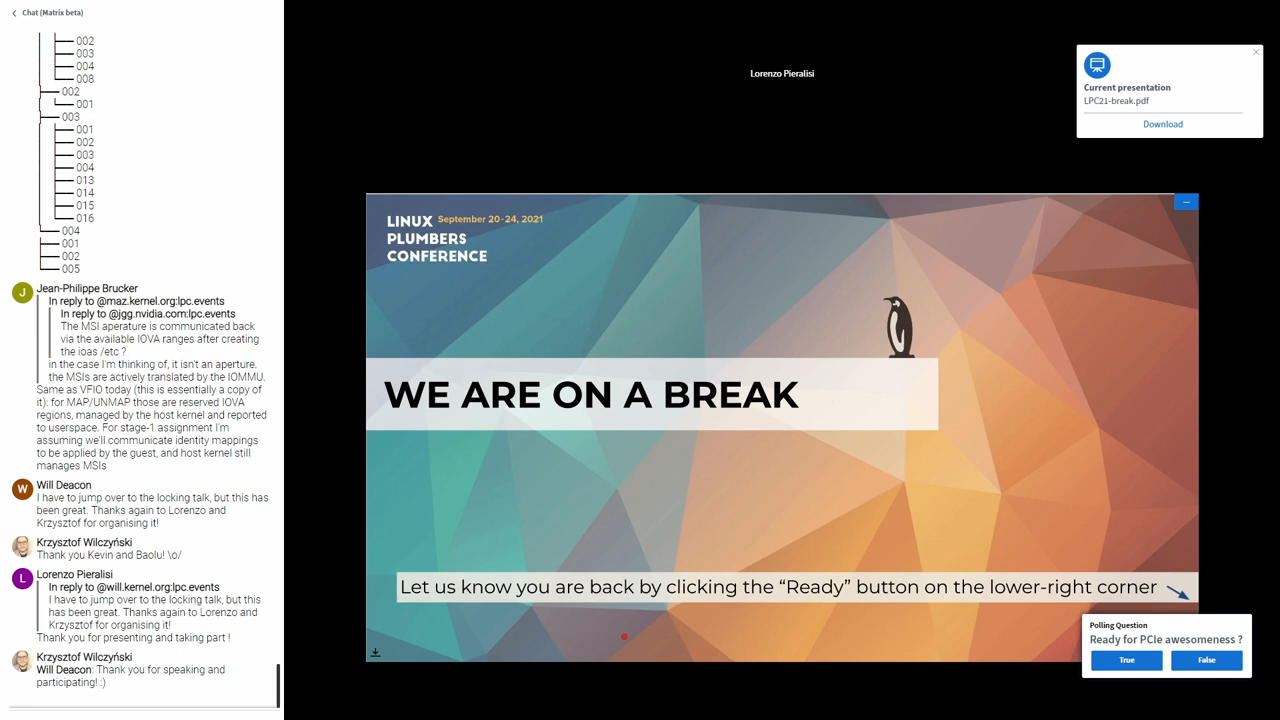 Chat (Matrix beta)
002
003
004
008
002
001
003
001
002
003
004
013
014
015
016
004
001
002
005
J
Jean-Philippe Brucker
In reply to @maz.kernel.org:lpc.events
In reply to @jgg.nvidia.com:lpc.events
The MSI aperature is communicated back
via the available IOVA ranges after creating
the ioas /etc ?
in the case I'm thinking of, it isn't an aperture.
the MSIs are actively translated by the IOMMU.
Same as VFIO today (this is essentially a copy of
it): for MAP/UNMAP those are reserved IOVA
regions, managed by the host kernel and reported
to userspace. For stage-1 assignment I'm
assuming we'll communicate identity mappings
to be applied by the guest, and host kernel still
manages MSIs
W
Will Deacon
I have to jump over to the locking talk, but this has
been great. Thanks again to Lorenzo and
Krzysztof for organising it!
Krzysztof Wilczyński
Thank you Kevin and Baolu! \o/
L
Lorenzo Pieralisi
In reply to @will.kernel.org:lpc.events
I have to jump over to the locking talk, but this
has been great. Thanks again to Lorenzo and
Krzysztof for organising it!
Thank you for presenting and taking part !
Krzysztof Wilczyński
Will Deacon: Thank you for speaking and
participating! :)
Lorenzo Pieralisi
Current presentation
LPC21-break.pdf
Download
LINUX September 20-24, 2021
PLUMBERS
CONFERENCE
WE ARE ON A BREAK
Let us know you are back by clicking the “Ready” button on the lower-right corner
Polling Question
Ready for PCIe awesomeness ?
True False